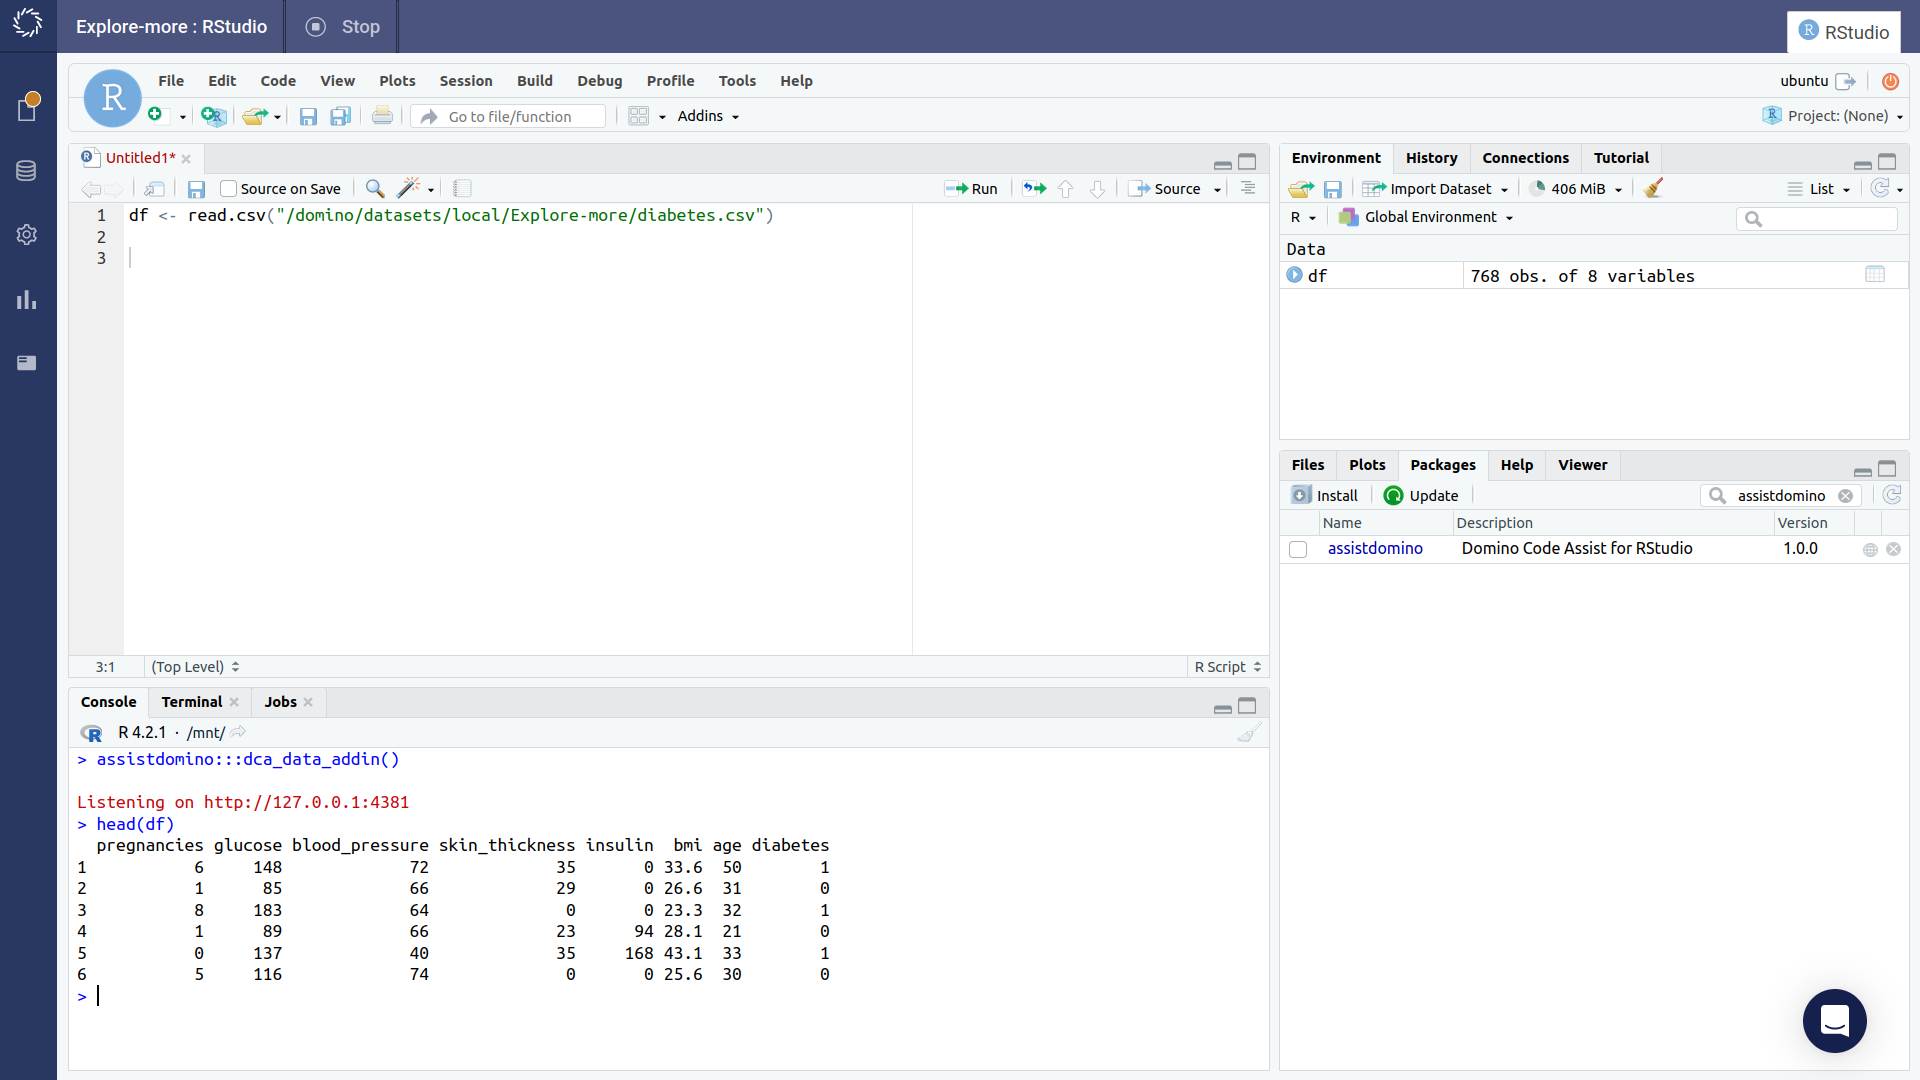 Explore-more : RStudio
Stop
RStudio
R
File Edit Code View Plots Session Build Debug Profile Tools Help
ubuntu
Go to file/function
Addins
Project: (None)
Untitled1*
Source on Save
Run
Source
1 df <- read.csv("/domino/datasets/local/Explore-more/diabetes.csv")
2
3
3:1
(Top Level)
R Script
Console Terminal Jobs
R 4.2.1 · /mnt/
> assistdomino:::dca_data_addin()
Listening on http://127.0.0.1:4381
> head(df)
  pregnancies glucose blood_pressure skin_thickness insulin  bmi age diabetes
1           6     148             72             35       0 33.6  50        1
2           1      85             66             29       0 26.6  31        0
3           8     183             64              0       0 23.3  32        1
4           1      89             66             23      94 28.1  21        0
5           0     137             40             35     168 43.1  33        1
6           5     116             74              0       0 25.6  30        0
>
Environment History Connections Tutorial
Import Dataset
406 MiB
List
R
Global Environment
Data
df 768 obs. of 8 variables
Files Plots Packages Help Viewer
Install
Update
assistdomino
Name Description Version
assistdomino Domino Code Assist for RStudio 1.0.0